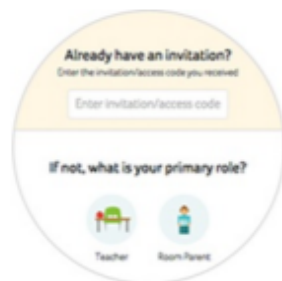 Already have an invitation?
Enter the invitation/access code you received
Enter invitation/access code
If not, what is your primary role?
Teacher
Room Parent